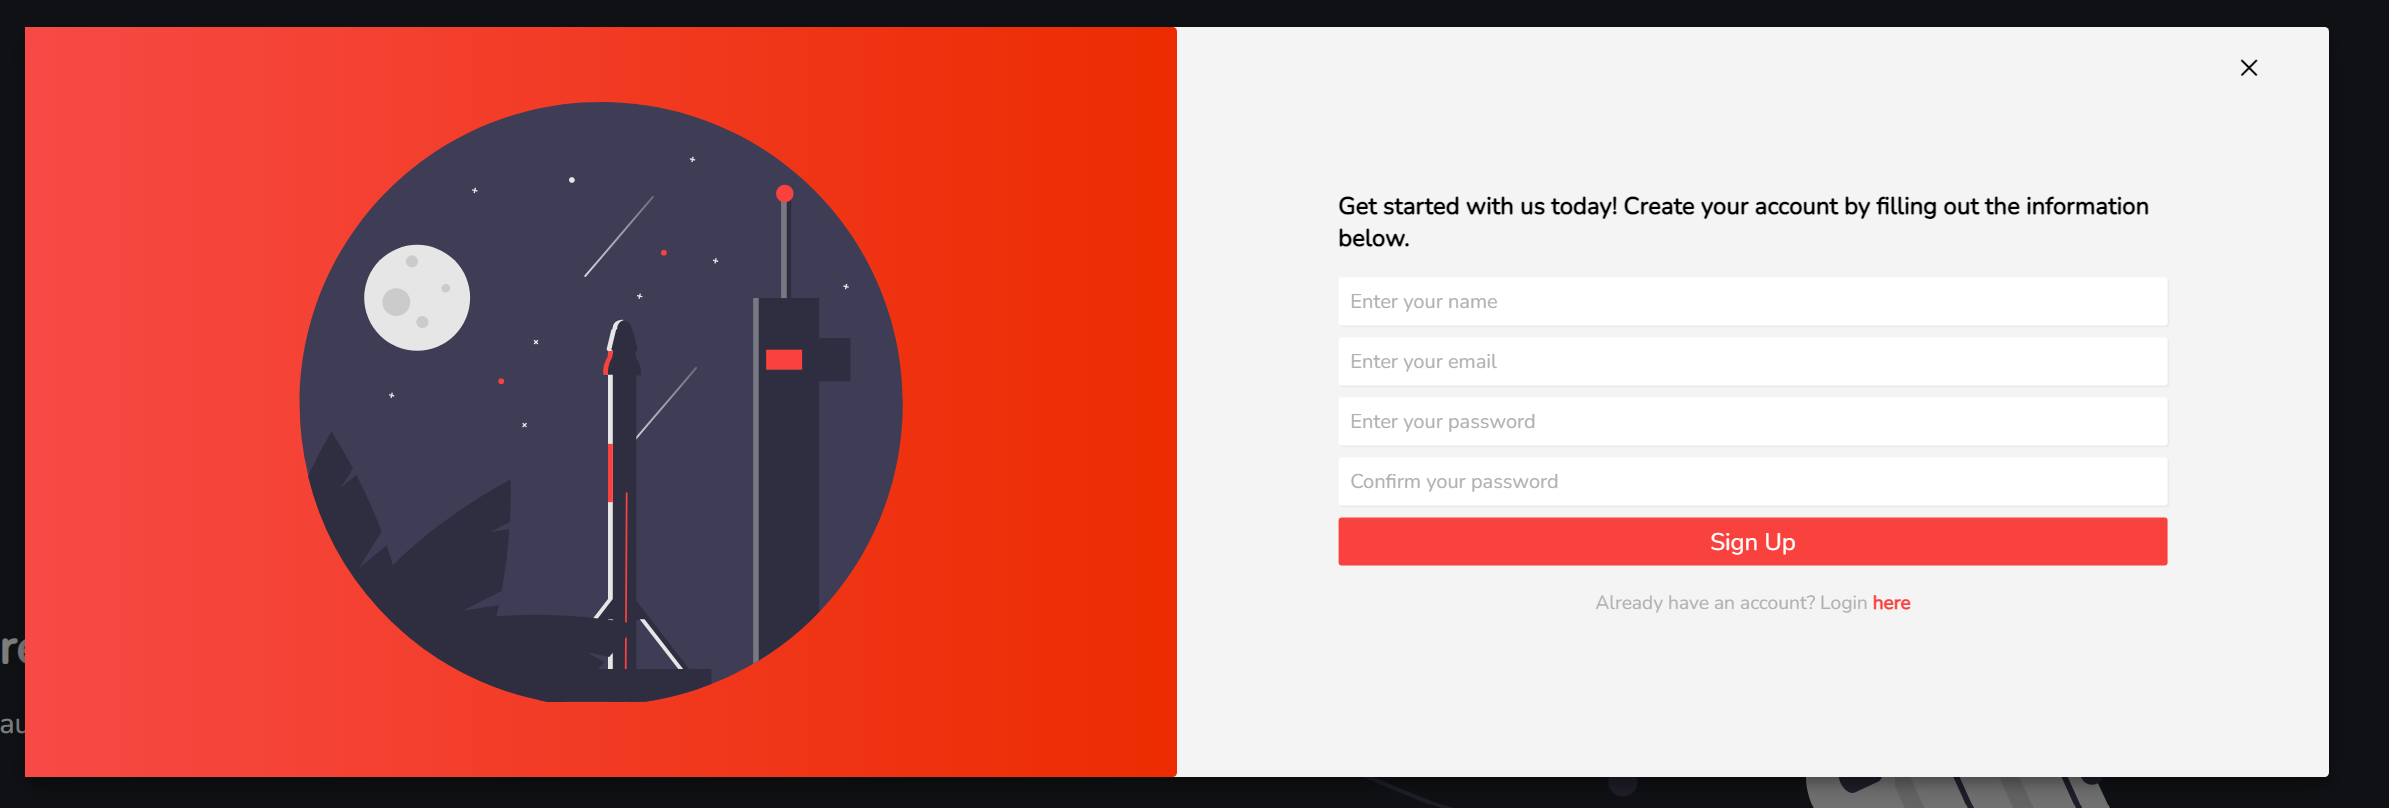 Get started with us today! Create your account by filling out the information
below.
Enter your name
Enter your email
Enter your password
Confirm your password
Sign Up
Already have an account? Login here
re
au